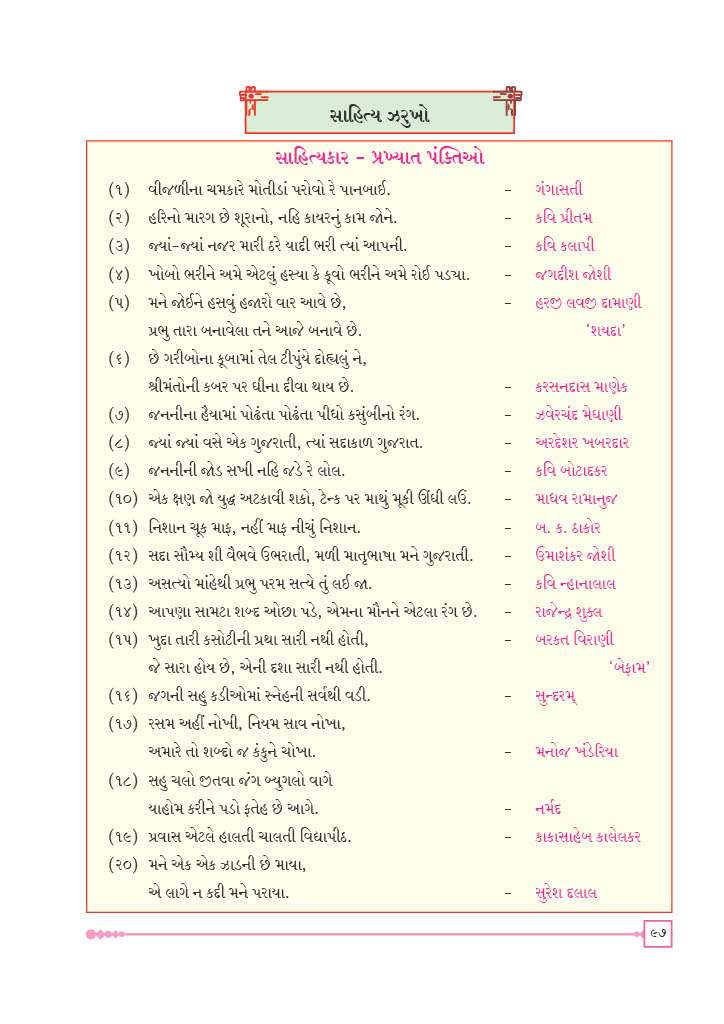 સાહિત્ય ઝરુખો
સાહિત્યકાર - પ્રખ્યાત પંક્તિઓ
(૧) વીજળીના ચમકારે મોતીડાં પરોવો રે પાનબાઈ. – ગંગાસતી
(૨) હરિનો મારગ છે શૂરાનો, નહિ કાયરનું કામ જોને. – કવિ પ્રીતમ
(૩) જ્યાં-જ્યાં નજર મારી ઠરે યાદી ભરી ત્યાં આપની. – કવિ કલાપી
(૪) ખોબો ભરીને અમે એટલું હસ્યા કે કૂવો ભરીને અમે રોઈ પડ્યા. – જગદીશ જોશી
(૫) મને જોઈને હસવું હજારો વાર આવે છે, – હરજી લવજી દામાણી
પ્રભુ તારા બનાવેલા તને આજે બનાવે છે. ‘શયદા’
(૬) છે ગરીબોના કૂબામાં તેલ ટીપુંયે દોહ્યલું ને,
શ્રીમંતોની કબર પર ઘીના દીવા થાય છે. – કરસનદાસ માણેક
(૭) જનનીના હૈયામાં પોઢંતા પોઢંતા પીધો કસુંબીનો રંગ. – ઝવેરચંદ મેઘાણી
(૮) જ્યાં જ્યાં વસે એક ગુજરાતી, ત્યાં સદાકાળ ગુજરાત. – અરદેશર ખબરદાર
(૯) જનનીની જોડ સખી નહિ જડે રે લોલ. – કવિ બોટાદકર
(૧૦) એક ક્ષણ જો યુદ્ધ અટકાવી શકો, ટેન્ક પર માથું મૂકી ઊંઘી લઉં. – માધવ રામાનુજ
(૧૧) નિશાન ચૂક માફ, નહીં માફ નીચું નિશાન. – બ. ક. ઠાકોર
(૧૨) સદા સૌમ્ય શી વૈભવે ઉભરાતી, મળી માતૃભાષા મને ગુજરાતી. – ઉમાશંકર જોશી
(૧૩) અસત્યો માંહેથી પ્રભુ પરમ સત્યે તું લઈ જા. – કવિ ન્હાનાલાલ
(૧૪) આપણા સામટા શબ્દ ઓછા પડે, એમના મૌનને એટલા રંગ છે. – રાજેન્દ્ર શુક્લ
(૧૫) ખુદા તારી કસોટીની પ્રથા સારી નથી હોતી, – બરકત વિરાણી
જે સારા હોય છે, એની દશા સારી નથી હોતી. ‘બેફામ’
(૧૬) જગની સહુ કડીઓમાં સ્નેહની સર્વથી વડી. – સુન્દરમ્
(૧૭) રસમ અહીં નોખી, નિયમ સાવ નોખા,
અમારે તો શબ્દો જ કંકુને ચોખા. – મનોજ ખંડેરિયા
(૧૮) સહુ ચલો જીતવા જંગ બ્યુગલો વાગે
યાહોમ કરીને પડો ફતેહ છે આગે. – નર્મદ
(૧૯) પ્રવાસ એટલે હાલતી ચાલતી વિદ્યાપીઠ. – કાકાસાહેબ કાલેલકર
(૨૦) મને એક એક ઝાડની છે માયા,
એ લાગે ન કદી મને પરાયા. – સુરેશ દલાલ
૯૭